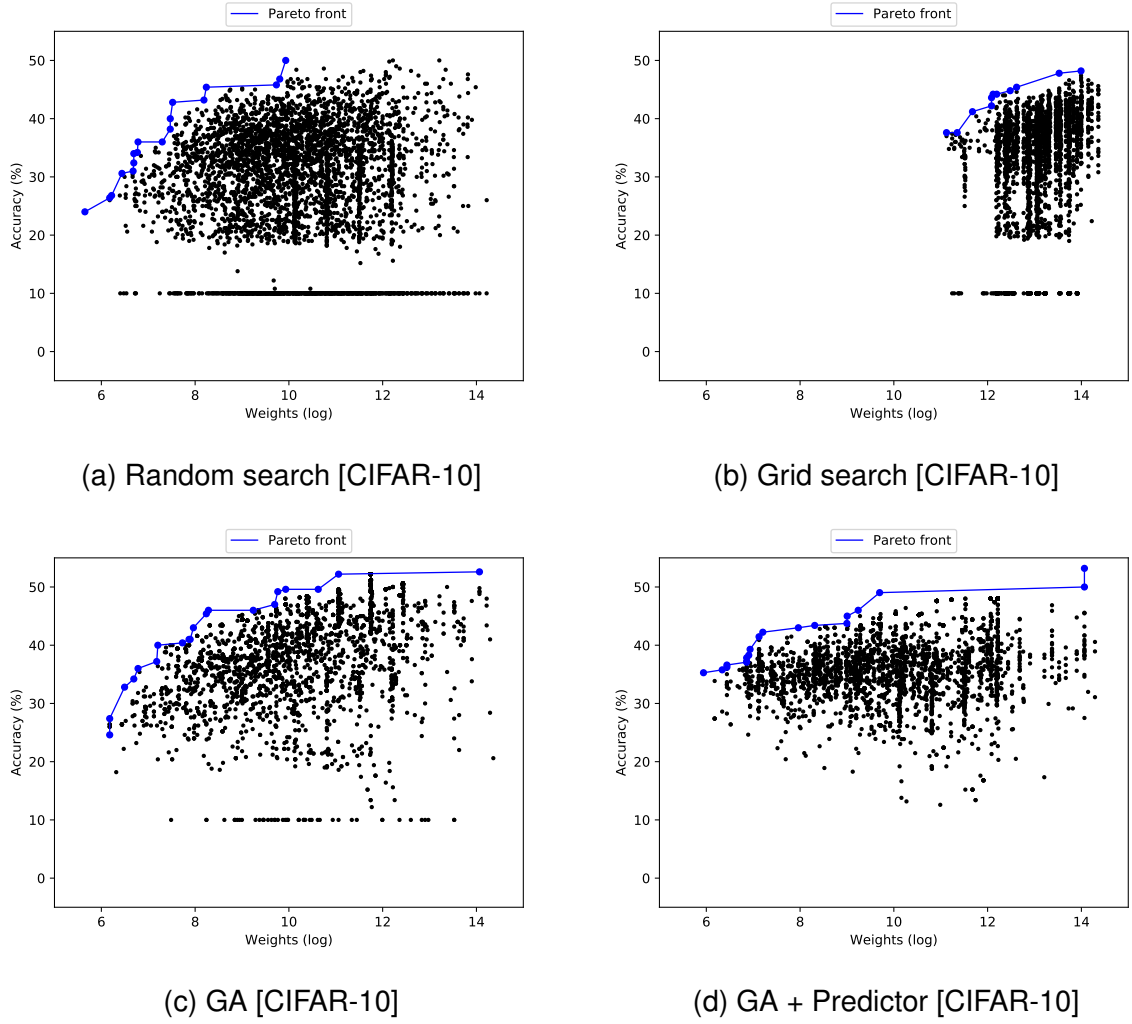 Pareto front
50
40
30
20
10
0
Accuracy (%)
6 8 10 12 14
Weights (log)
(a) Random search [CIFAR-10]
Pareto front
50
40
30
20
10
0
Accuracy (%)
6 8 10 12 14
Weights (log)
(b) Grid search [CIFAR-10]
Pareto front
50
40
30
20
10
0
Accuracy (%)
6 8 10 12 14
Weights (log)
(c) GA [CIFAR-10]
Pareto front
50
40
30
20
10
0
Accuracy (%)
6 8 10 12 14
Weights (log)
(d) GA + Predictor [CIFAR-10]